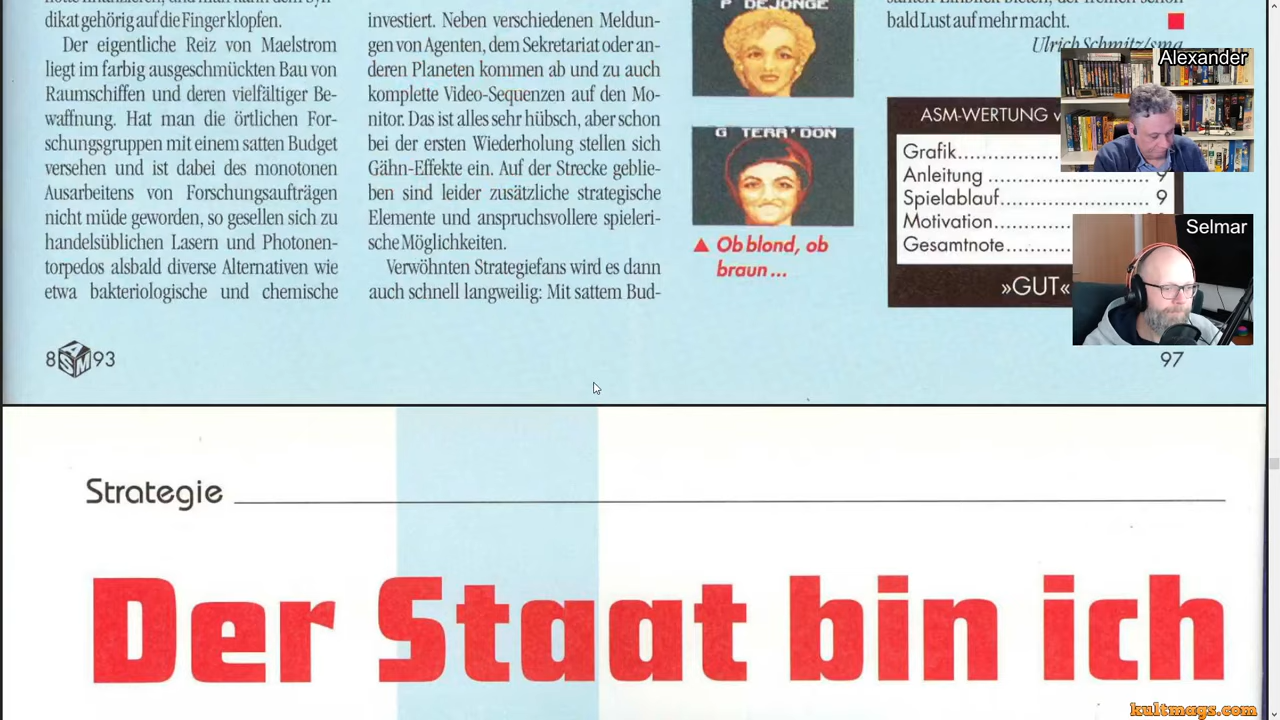 dikat gehörig auf die Finger klopfen.
Der eigentliche Reiz von Maelstrom
liegt im farbig ausgeschmückten Bau von
Raumschiffen und deren vielfältiger Be-
waffnung. Hat man die örtlichen For-
schungsgruppen mit einem satten Budget
versehen und ist dabei des monotonen
Ausarbeitens von Forschungsaufträgen
nicht müde geworden, so gesellen sich zu
handelsüblichen Lasern und Photonen-
torpedos alsbald diverse Alternativen wie
etwa bakteriologische und chemische
investiert. Neben verschiedenen Meldun-
gen von Agenten, dem Sekretariat oder an-
deren Planeten kommen ab und zu auch
komplette Video-Sequenzen auf den Mo-
nitor. Das ist alles sehr hübsch, aber schon
bei der ersten Wiederholung stellen sich
Gähn-Effekte ein. Auf der Strecke geblie-
ben sind leider zusätzliche strategische
Elemente und anspruchsvollere spieleri-
sche Möglichkeiten.
Verwöhnten Strategiefans wird es dann
auch schnell langweilig: Mit sattem Bud-
P DEJONGE
G TERR'DON
▲ Ob blond, ob
braun ...
bald Lust auf mehr macht.
Ulrich Schmitz/sma
ASM-WERTUNG
Grafik
Anleitung 9
Spielablauf 9
Motivation
Gesamtnote
»GUT«
Alexander
Selmar
8 ASM 93
97
Strategie
Der Staat bin ich
kultmags.com